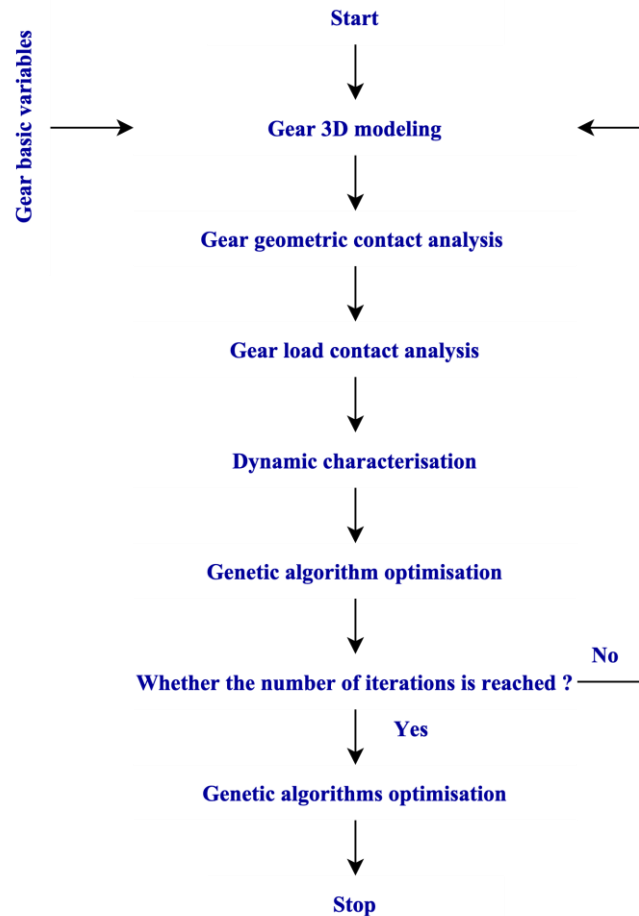 Start
Gear basic variables
Gear 3D modeling
Gear geometric contact analysis
Gear load contact analysis
Dynamic characterisation
Genetic algorithm optimisation
Whether the number of iterations is reached ?
No
Yes
Genetic algorithms optimisation
Stop